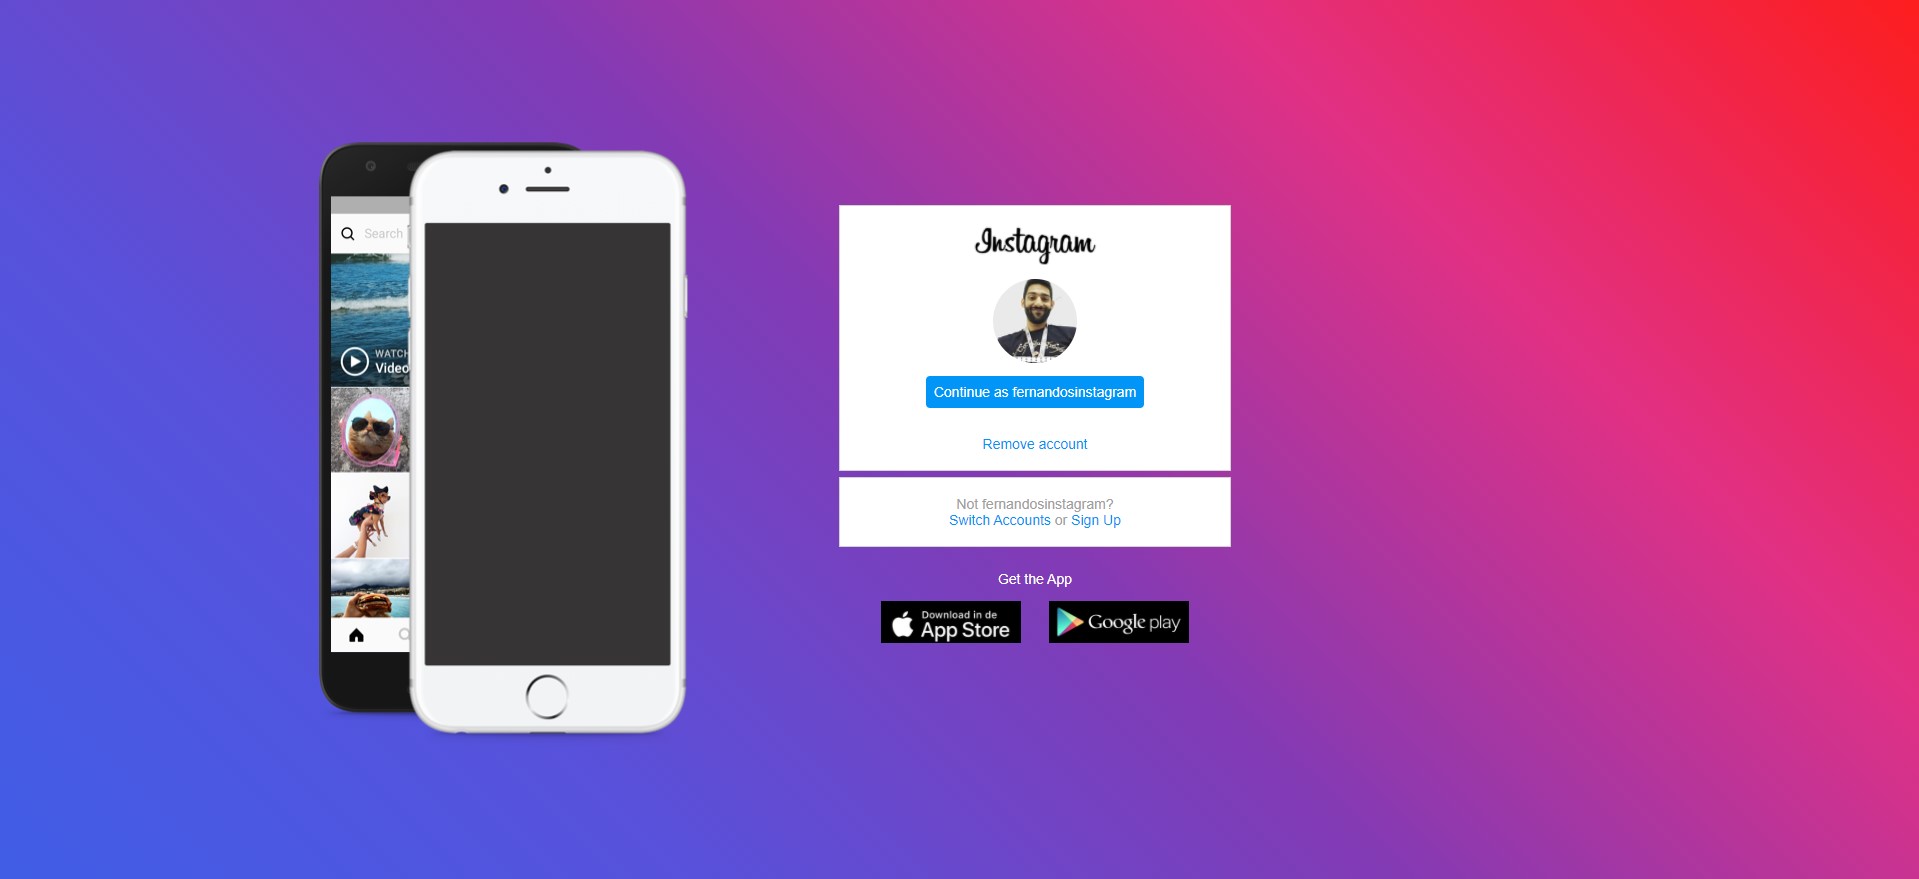 Search
WATCH
Video
Instagram
Continue as fernandosinstagram
Remove account
Not fernandosinstagram?
Switch Accounts or Sign Up
Get the App
Download in de
App Store
Google play